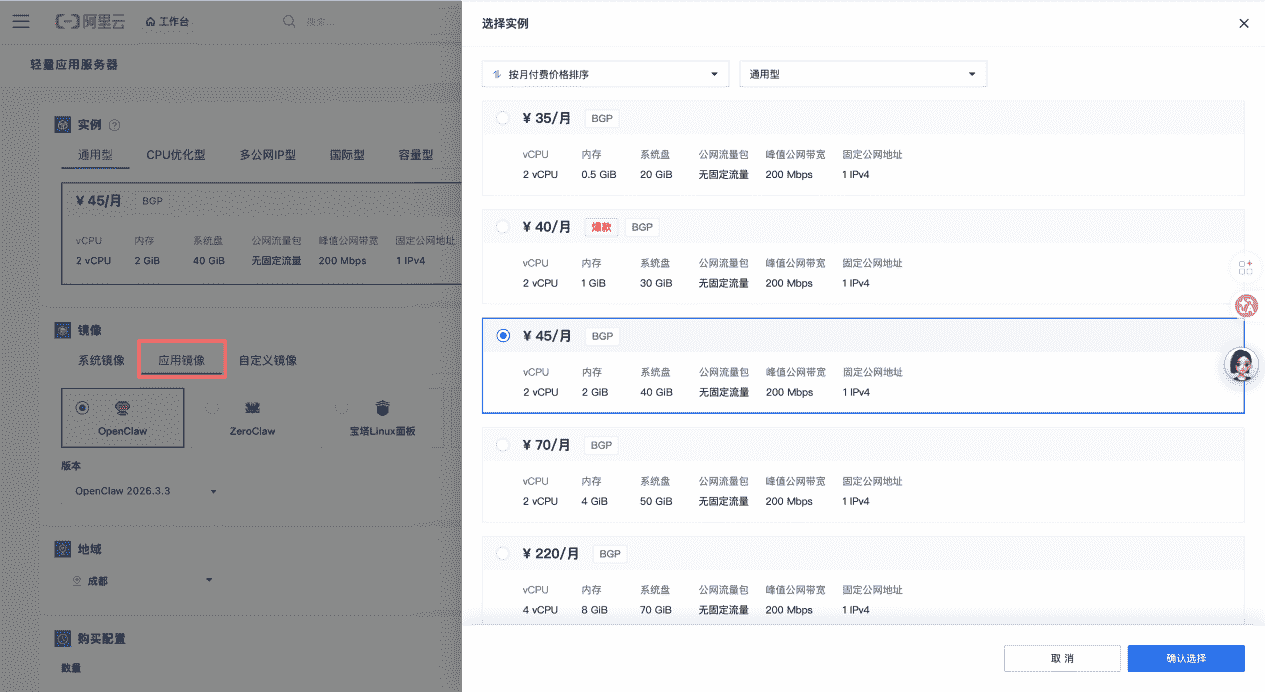 阿里云
工作台
搜索...
轻量应用服务器
实例
通用型 CPU优化型 多公网IP型 国际型 容量型
¥ 45/月 BGP
vCPU 内存 系统盘 公网流量包 峰值公网带宽 固定公网地址
2 vCPU 2 GiB 40 GiB 无固定流量 200 Mbps 1 IPv4
镜像
系统镜像 应用镜像 自定义镜像
OpenClaw ZeroClaw 宝塔Linux面板
版本
OpenClaw 2026.3.3
地域
成都
购买配置
数量
选择实例
按月付费价格排序 通用型
¥ 35/月 BGP
vCPU 内存 系统盘 公网流量包 峰值公网带宽 固定公网地址
2 vCPU 0.5 GiB 20 GiB 无固定流量 200 Mbps 1 IPv4
¥ 40/月 爆款 BGP
vCPU 内存 系统盘 公网流量包 峰值公网带宽 固定公网地址
2 vCPU 1 GiB 30 GiB 无固定流量 200 Mbps 1 IPv4
¥ 45/月 BGP
vCPU 内存 系统盘 公网流量包 峰值公网带宽 固定公网地址
2 vCPU 2 GiB 40 GiB 无固定流量 200 Mbps 1 IPv4
¥ 70/月 BGP
vCPU 内存 系统盘 公网流量包 峰值公网带宽 固定公网地址
2 vCPU 4 GiB 50 GiB 无固定流量 200 Mbps 1 IPv4
¥ 220/月 BGP
vCPU 内存 系统盘 公网流量包 峰值公网带宽 固定公网地址
4 vCPU 8 GiB 70 GiB 无固定流量 200 Mbps 1 IPv4
取 消 确认选择